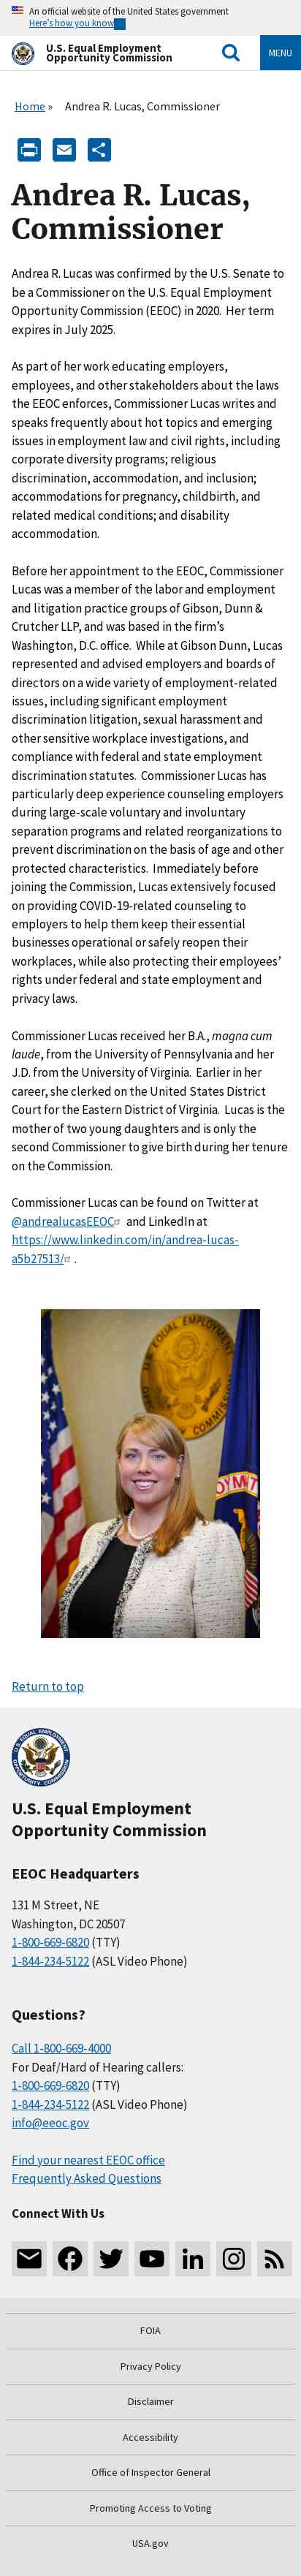 An official website of the United States government
Here's how you know
U.S. Equal Employment
Opportunity Commission
MENU
Home » Andrea R. Lucas, Commissioner
Andrea R. Lucas,
Commissioner
Andrea R. Lucas was confirmed by the U.S. Senate to
be a Commissioner on the U.S. Equal Employment
Opportunity Commission (EEOC) in 2020.  Her term
expires in July 2025.
As part of her work educating employers,
employees, and other stakeholders about the laws
the EEOC enforces, Commissioner Lucas writes and
speaks frequently about hot topics and emerging
issues in employment law and civil rights, including
corporate diversity programs; religious
discrimination, accommodation, and inclusion;
accommodations for pregnancy, childbirth, and
related medical conditions; and disability
accommodation.
Before her appointment to the EEOC, Commissioner
Lucas was a member of the labor and employment
and litigation practice groups of Gibson, Dunn &
Crutcher LLP, and was based in the firm's
Washington, D.C. office.  While at Gibson Dunn, Lucas
represented and advised employers and boards of
directors on a wide variety of employment-related
issues, including significant employment
discrimination litigation, sexual harassment and
other sensitive workplace investigations, and
compliance with federal and state employment
discrimination statutes.  Commissioner Lucas has
particularly deep experience counseling employers
during large-scale voluntary and involuntary
separation programs and related reorganizations to
prevent discrimination on the basis of age and other
protected characteristics.  Immediately before
joining the Commission, Lucas extensively focused
on providing COVID-19-related counseling to
employers to help them keep their essential
businesses operating safely or to reopen their
workplaces, while also protecting their employees'
rights under federal and state employment and
privacy laws.
Commissioner Lucas received her B.A., magna cum
laude, from the University of Pennsylvania and her
J.D. from the University of Virginia.  Earlier in her
career, she clerked on the United States District
Court for the Eastern District of Virginia.  Lucas is the
mother of two young daughters and is only the
second Commissioner to give birth during her tenure
on the Commission.
Commissioner Lucas can be found on Twitter at
@andrealucasEEOC and LinkedIn at
https://www.linkedin.com/in/andrea-lucas-
a5b27513/ .
Return to top
U.S. Equal Employment
Opportunity Commission
EEOC Headquarters
131 M Street, NE
Washington, DC 20507
1-800-669-6820 (TTY)
1-844-234-5122 (ASL Video Phone)
Questions?
Call 1-800-669-4000
For Deaf/Hard of Hearing callers:
1-800-669-6820 (TTY)
1-844-234-5122 (ASL Video Phone)
info@eeoc.gov
Find your nearest EEOC office
Frequently Asked Questions
Connect With Us
FOIA
Privacy Policy
Disclaimer
Accessibility
Office of Inspector General
Promoting Access to Voting
USA.gov